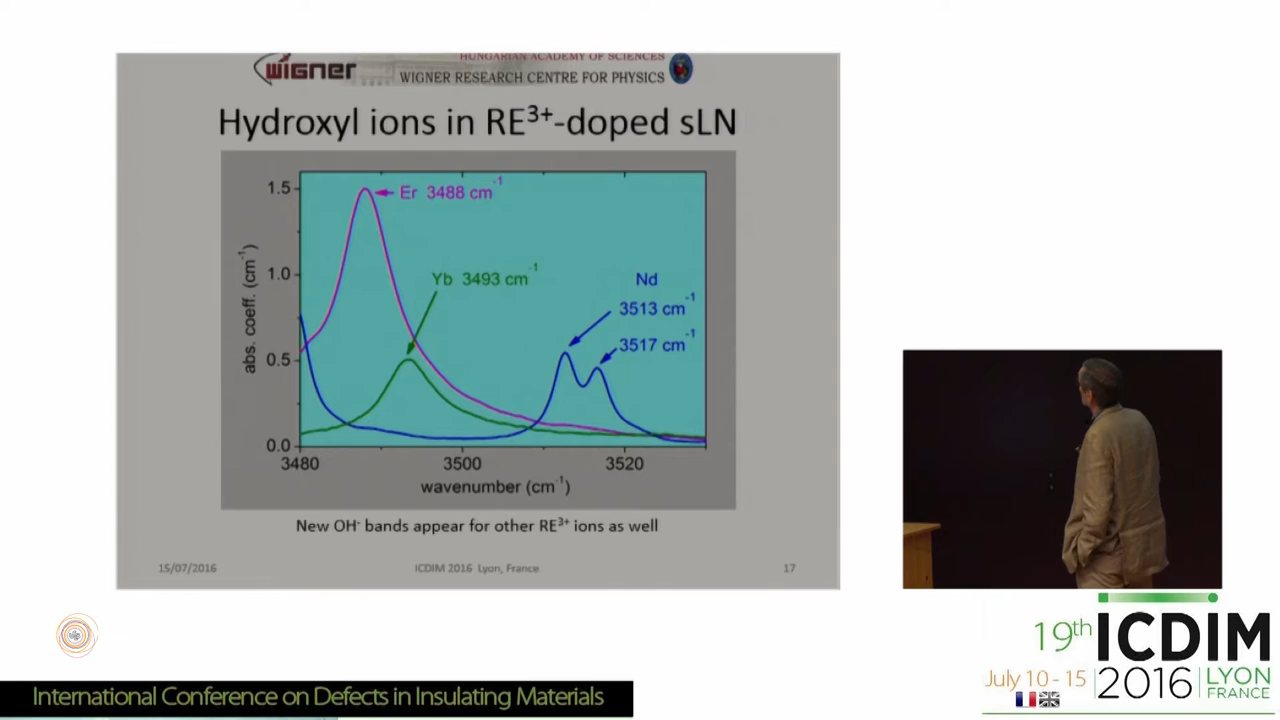 HUNGARIAN ACADEMY OF SCIENCES
wigner
WIGNER RESEARCH CENTRE FOR PHYSICS
Hydroxyl ions in RE³⁺-doped sLN
1.5
1.0
0.5
0.0
abs. coeff. (cm⁻¹)
Er 3488 cm⁻¹
Yb 3493 cm⁻¹
Nd
3513 cm⁻¹
3517 cm⁻¹
3480
3500
3520
wavenumber (cm⁻¹)
New OH⁻ bands appear for other RE³⁺ ions as well
15/07/2016
ICDIM 2016 Lyon, France
17
19th ICDIM
July 10 - 15
2016
LYON
FRANCE
International Conference on Defects in Insulating Materials